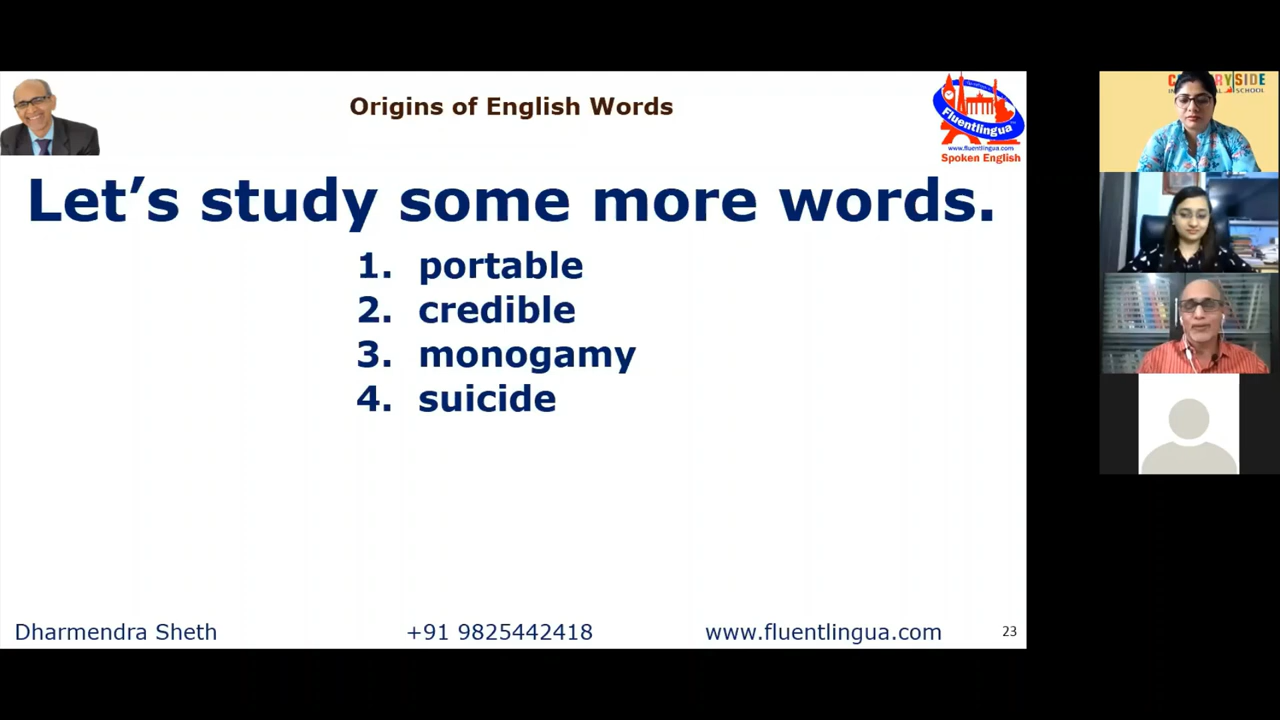 Origins of English Words
Fluentlingua
www.fluentlingua.com
Spoken English
Let’s study some more words.
1. portable
2. credible
3. monogamy
4. suicide
Dharmendra Sheth
+91 9825442418
www.fluentlingua.com
23
SCHOOL